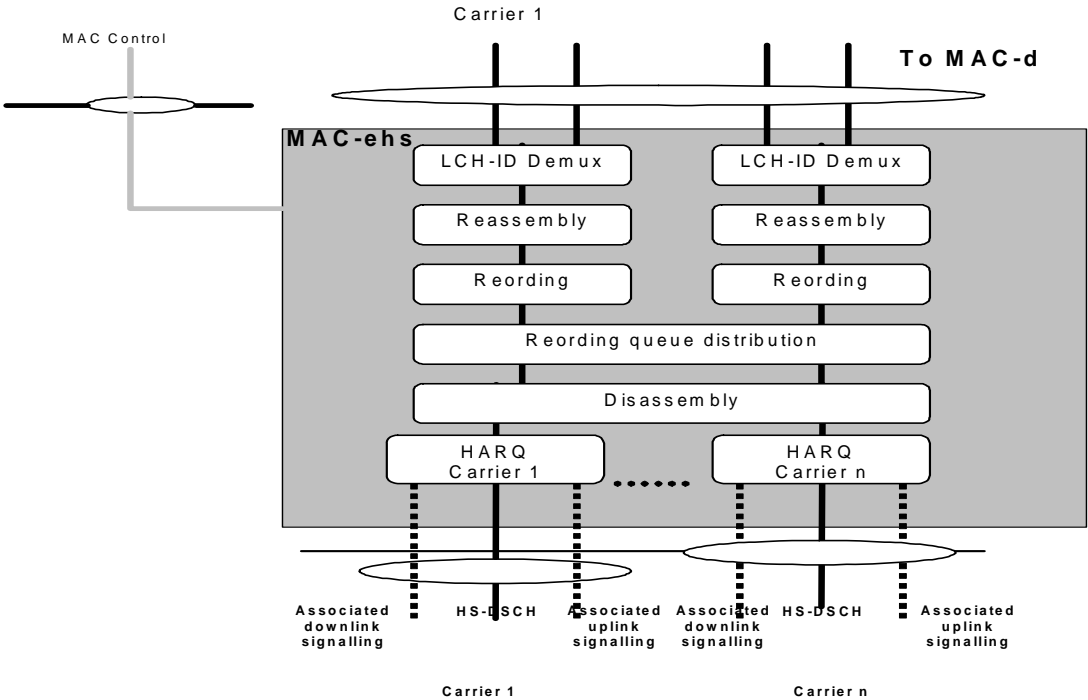 Carrier 1
MAC Control
To MAC-d
MAC-ehs
LCH-ID Demux LCH-ID Demux
Reassembly Reassembly
Reording Reording
Reording queue distribution
Disassembly
HARQ HARQ
Carrier 1 Carrier n
Associated HS-DSCH Associated Associated HS-DSCH Associated
downlink uplink downlink uplink
signalling signalling signalling signalling
Carrier 1 Carrier n